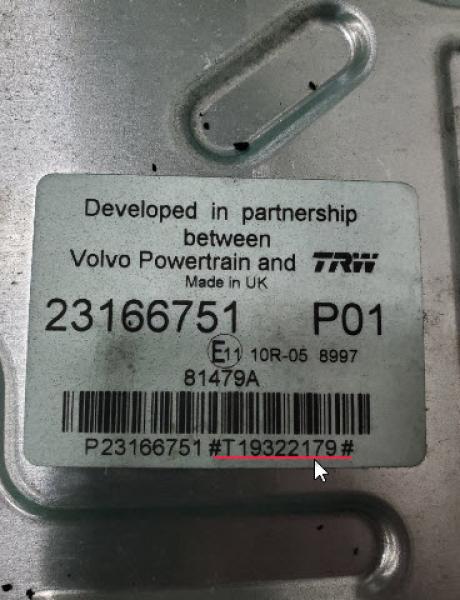 Developed in partnership
between
Volvo Powertrain and TRW
Made in UK
23166751 P01
E11 10R-05 8997
81479A
P23166751#T19322179#